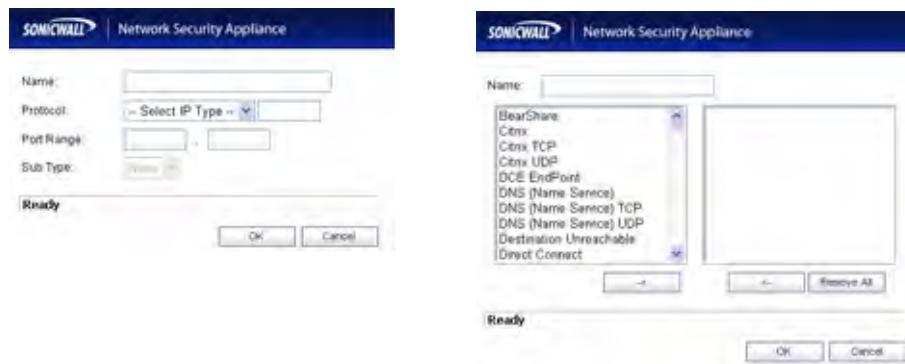 SONICWALL Network Security Appliance
Name:
Protocol: -- Select IP Type --
Port Range: -
Sub Type: None
Ready
OK Cancel
SONICWALL Network Security Appliance
Name:
BearShare
Citrix
Citrix TCP
Citrix UDP
DCE EndPoint
DNS (Name Service)
DNS (Name Service) TCP
DNS (Name Service) UDP
Destination Unreachable
Direct Connect
-> <- Remove All
Ready
OK Cancel